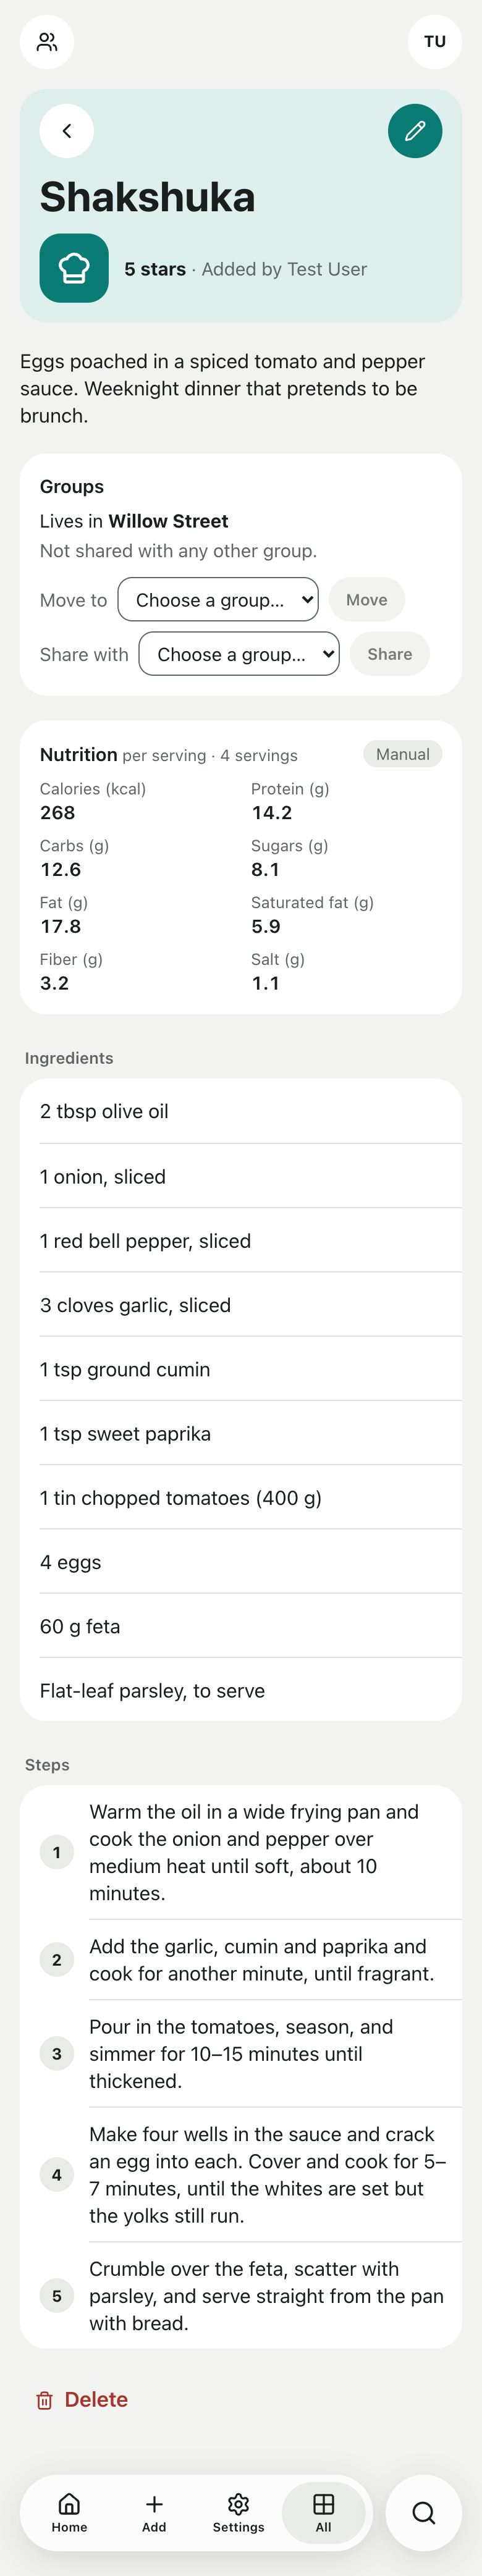 TU
Shakshuka
5 stars · Added by Test User
Eggs poached in a spiced tomato and pepper
sauce. Weeknight dinner that pretends to be
brunch.
Groups
Lives in Willow Street
Not shared with any other group.
Move to Choose a group... Move
Share with Choose a group... Share
Nutrition per serving · 4 servings Manual
Calories (kcal) Protein (g)
268 14.2
Carbs (g) Sugars (g)
12.6 8.1
Fat (g) Saturated fat (g)
17.8 5.9
Fiber (g) Salt (g)
3.2 1.1
Ingredients
2 tbsp olive oil
1 onion, sliced
1 red bell pepper, sliced
3 cloves garlic, sliced
1 tsp ground cumin
1 tsp sweet paprika
1 tin chopped tomatoes (400 g)
4 eggs
60 g feta
Flat-leaf parsley, to serve
Steps
1 Warm the oil in a wide frying pan and
cook the onion and pepper over
medium heat until soft, about 10
minutes.
2 Add the garlic, cumin and paprika and
cook for another minute, until fragrant.
3 Pour in the tomatoes, season, and
simmer for 10–15 minutes until
thickened.
4 Make four wells in the sauce and crack
an egg into each. Cover and cook for 5–
7 minutes, until the whites are set but
the yolks still run.
5 Crumble over the feta, scatter with
parsley, and serve straight from the pan
with bread.
Delete
Home Add Settings All